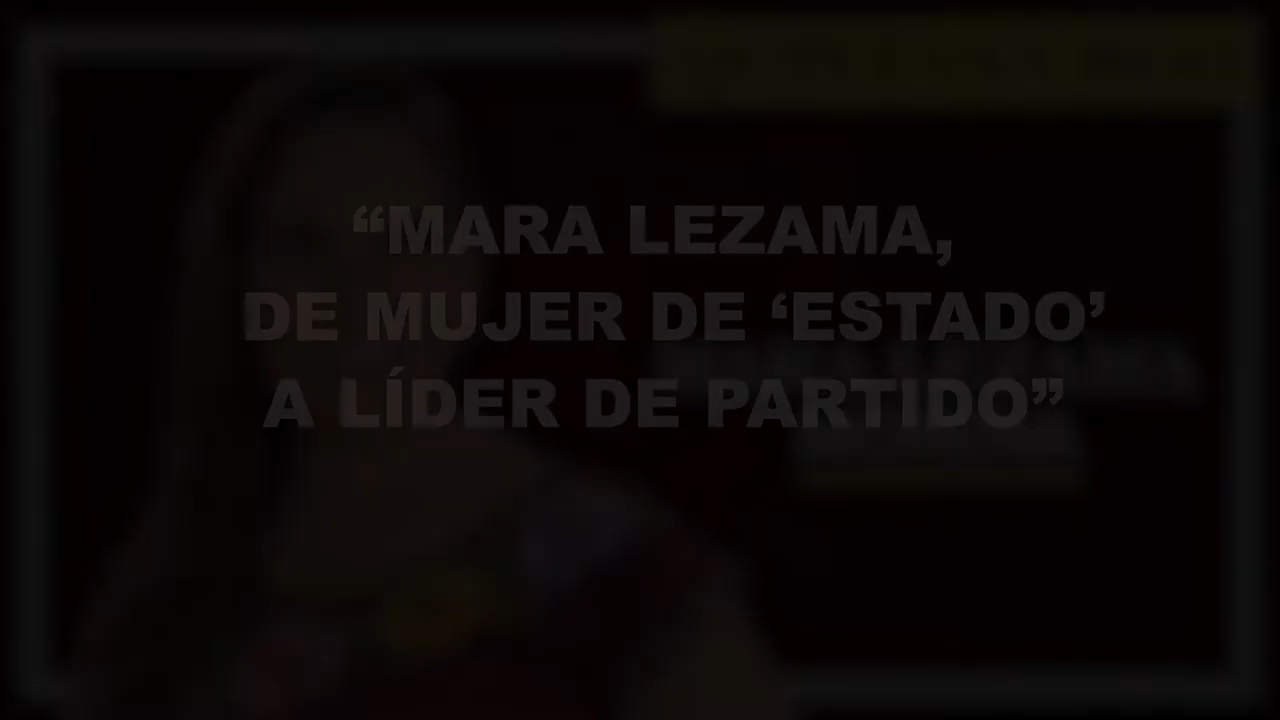 “MARA LEZAMA,
DE MUJER DE ‘ESTADO’
A LÍDER DE PARTIDO”